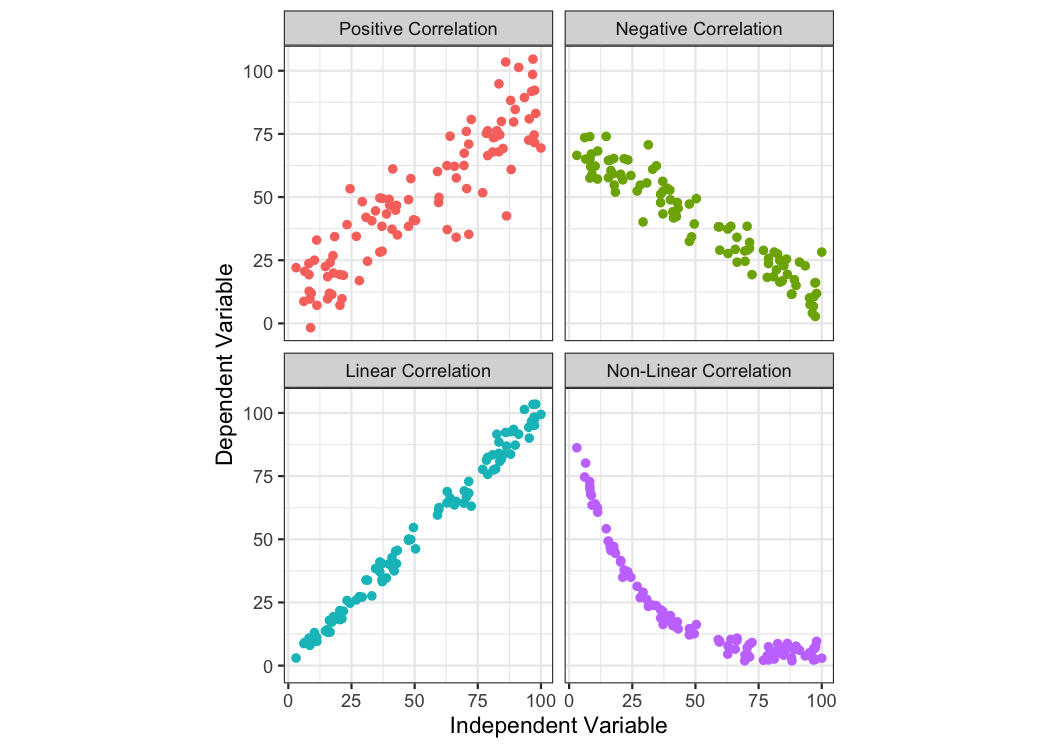 Positive Correlation
Negative Correlation
100
75
50
25
0
Linear Correlation
Non-Linear Correlation
100
75
50
25
0
0 25 50 75 100
0 25 50 75 100
Independent Variable
Dependent Variable